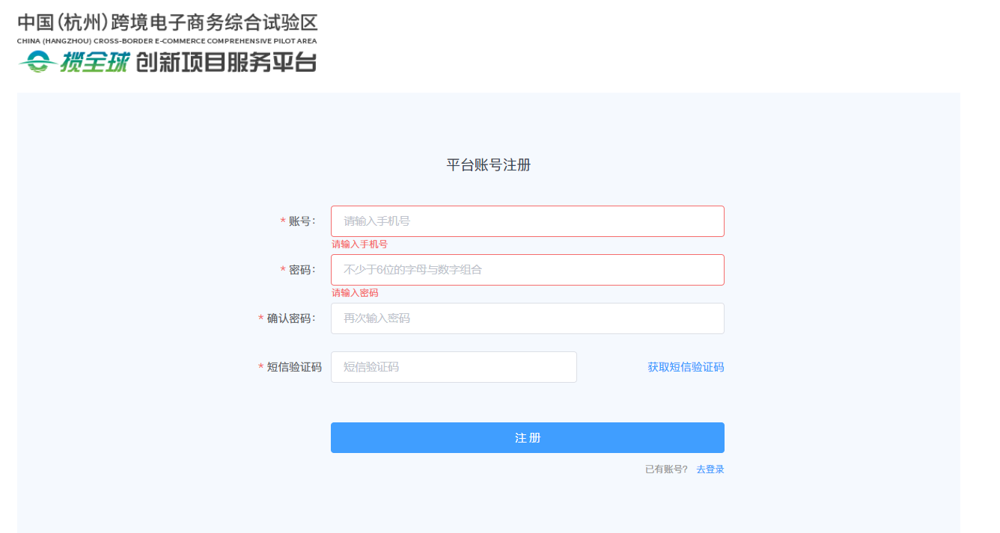 中国(杭州)跨境电子商务综合试验区
CHINA (HANGZHOU) CROSS-BORDER E-COMMERCE COMPREHENSIVE PILOT AREA
揽全球 创新项目服务平台
平台账号注册
* 账号： 请输入手机号
请输入手机号
* 密码： 不少于6位的字母与数字组合
请输入密码
* 确认密码： 再次输入密码
* 短信验证码 短信验证码 获取短信验证码
注册
已有账号？ 去登录